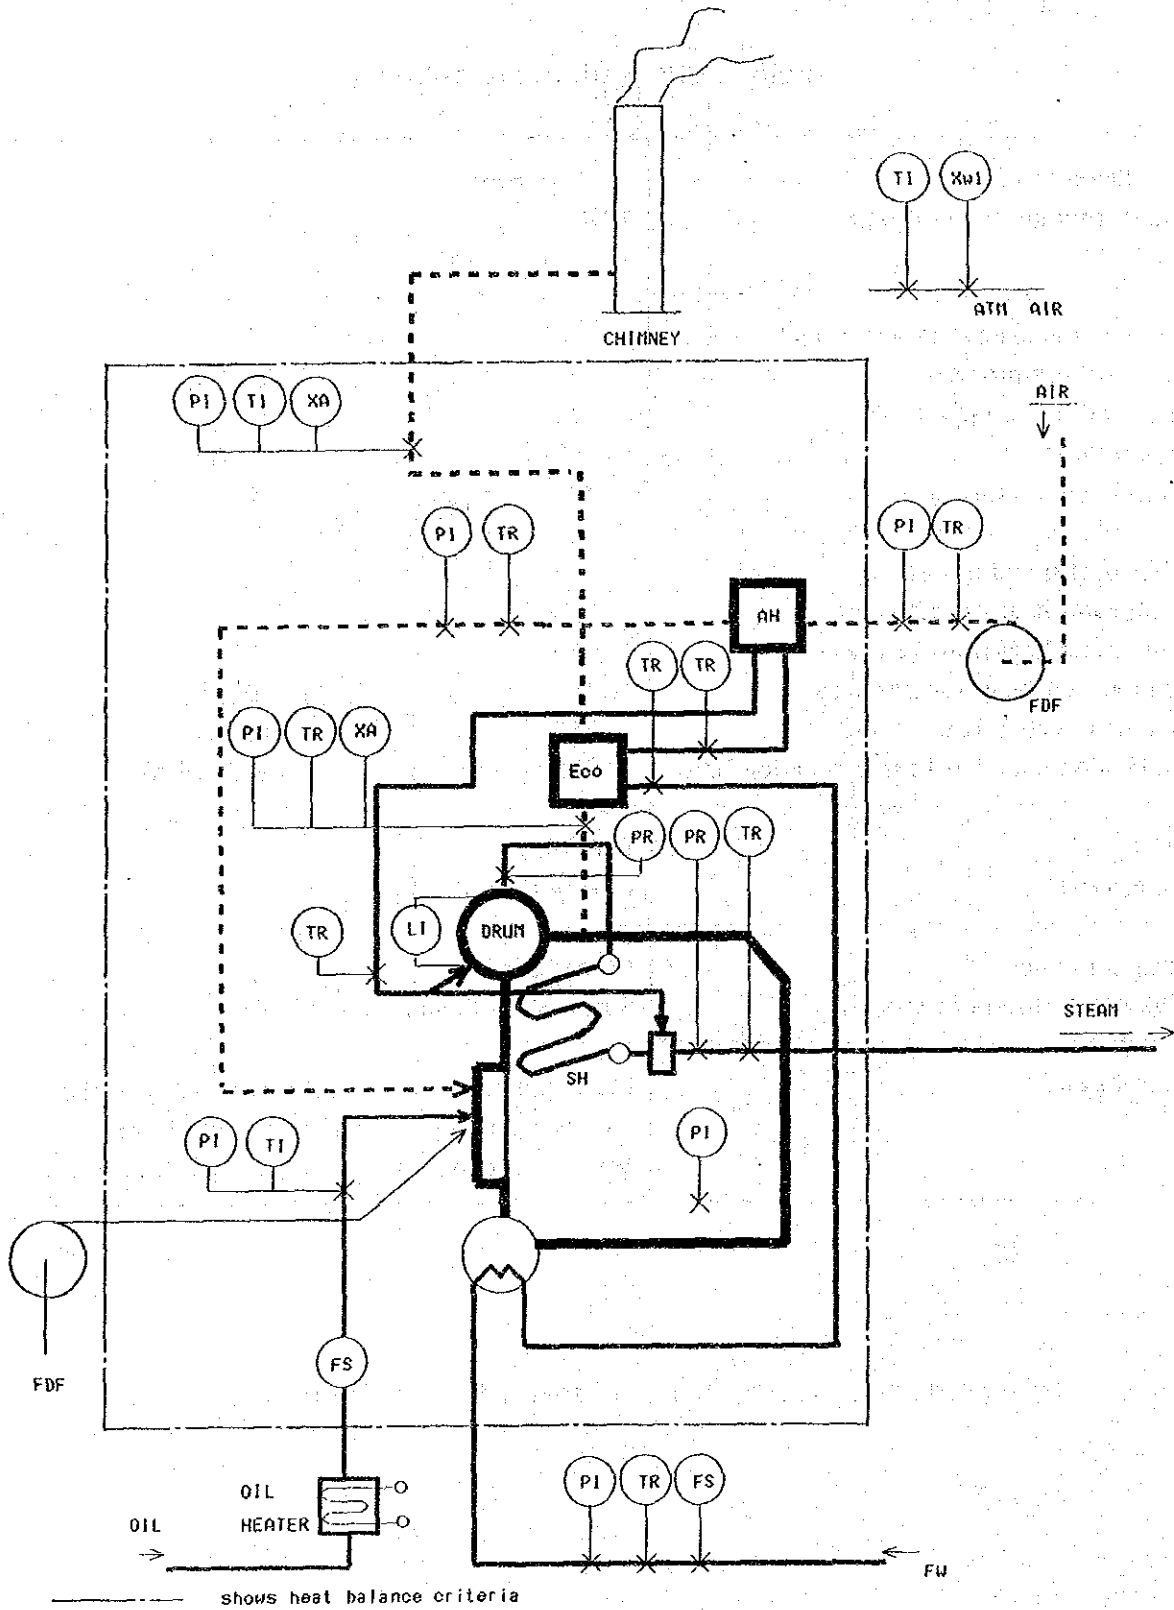 TI XW1
ATM AIR
CHIMNEY
PI TI XA
AIR
PI TR
PI TR
AH
TR TR
FDF
PI TR XA
Eco
PR PR TR
TR LI DRUM
STEAM
SH
PI
PI TI
FS
FDF
PI TR FS
OIL
OIL HEATER
FW
shows heat balance criteria